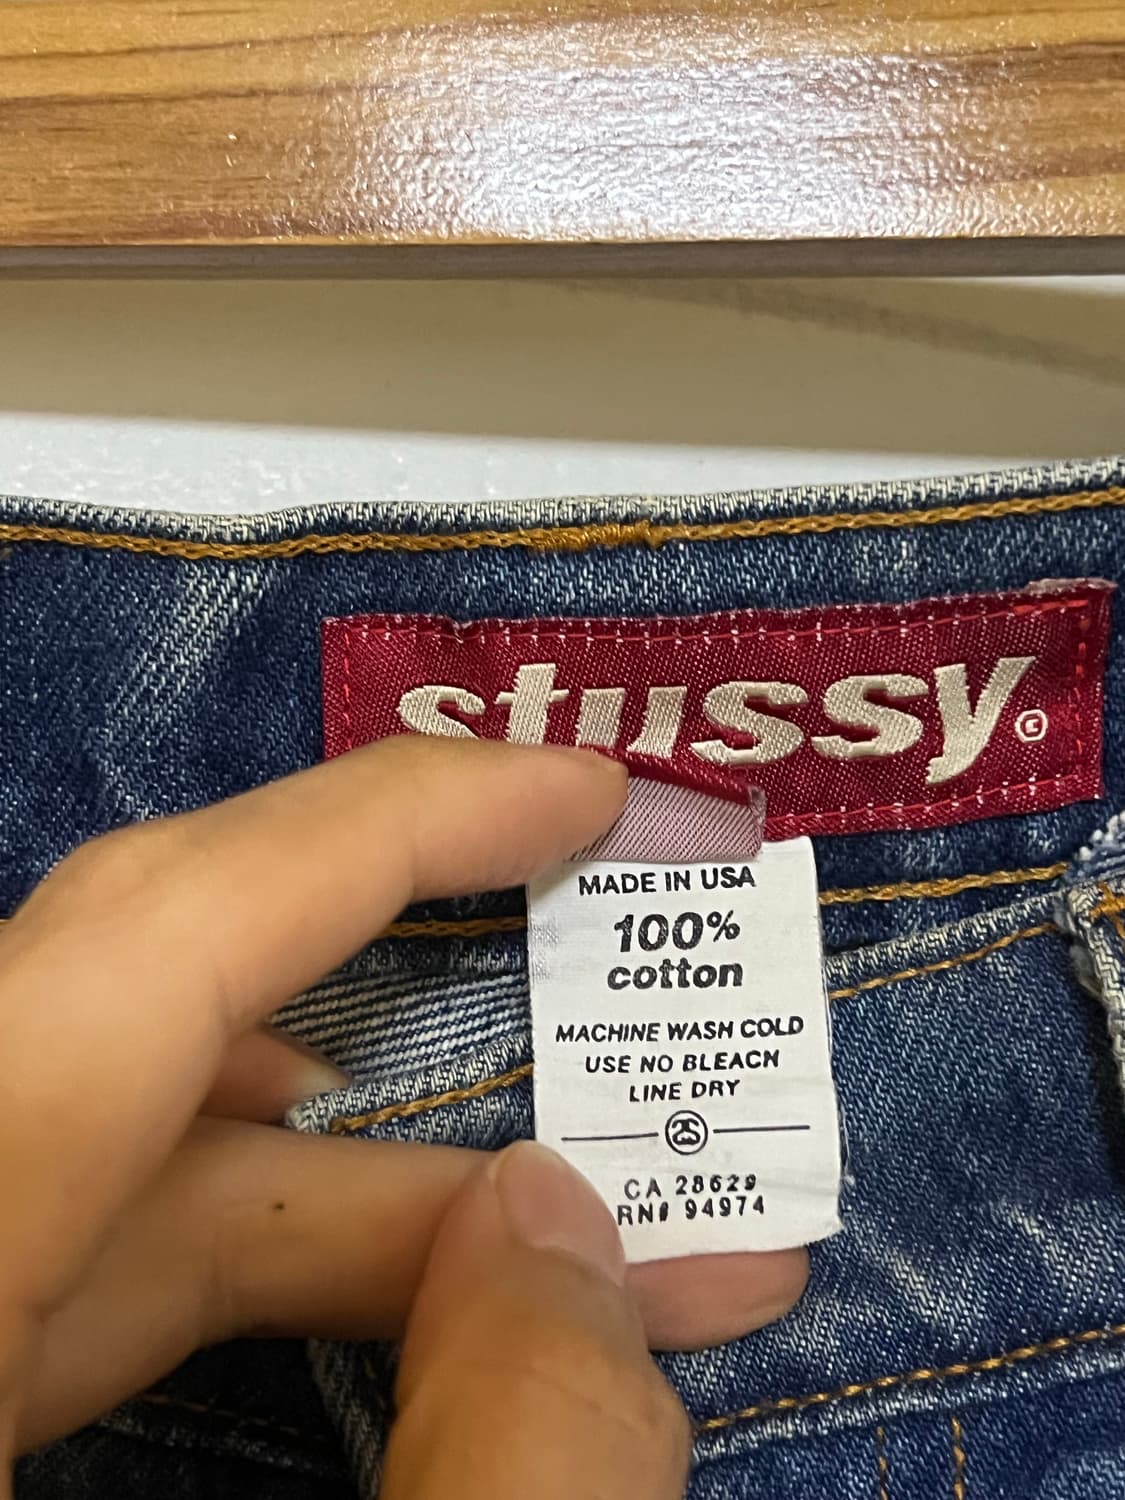 stussy®
MADE IN USA
100%
cotton
MACHINE WASH COLD
USE NO BLEACH
LINE DRY
CA 28629
RN# 94974